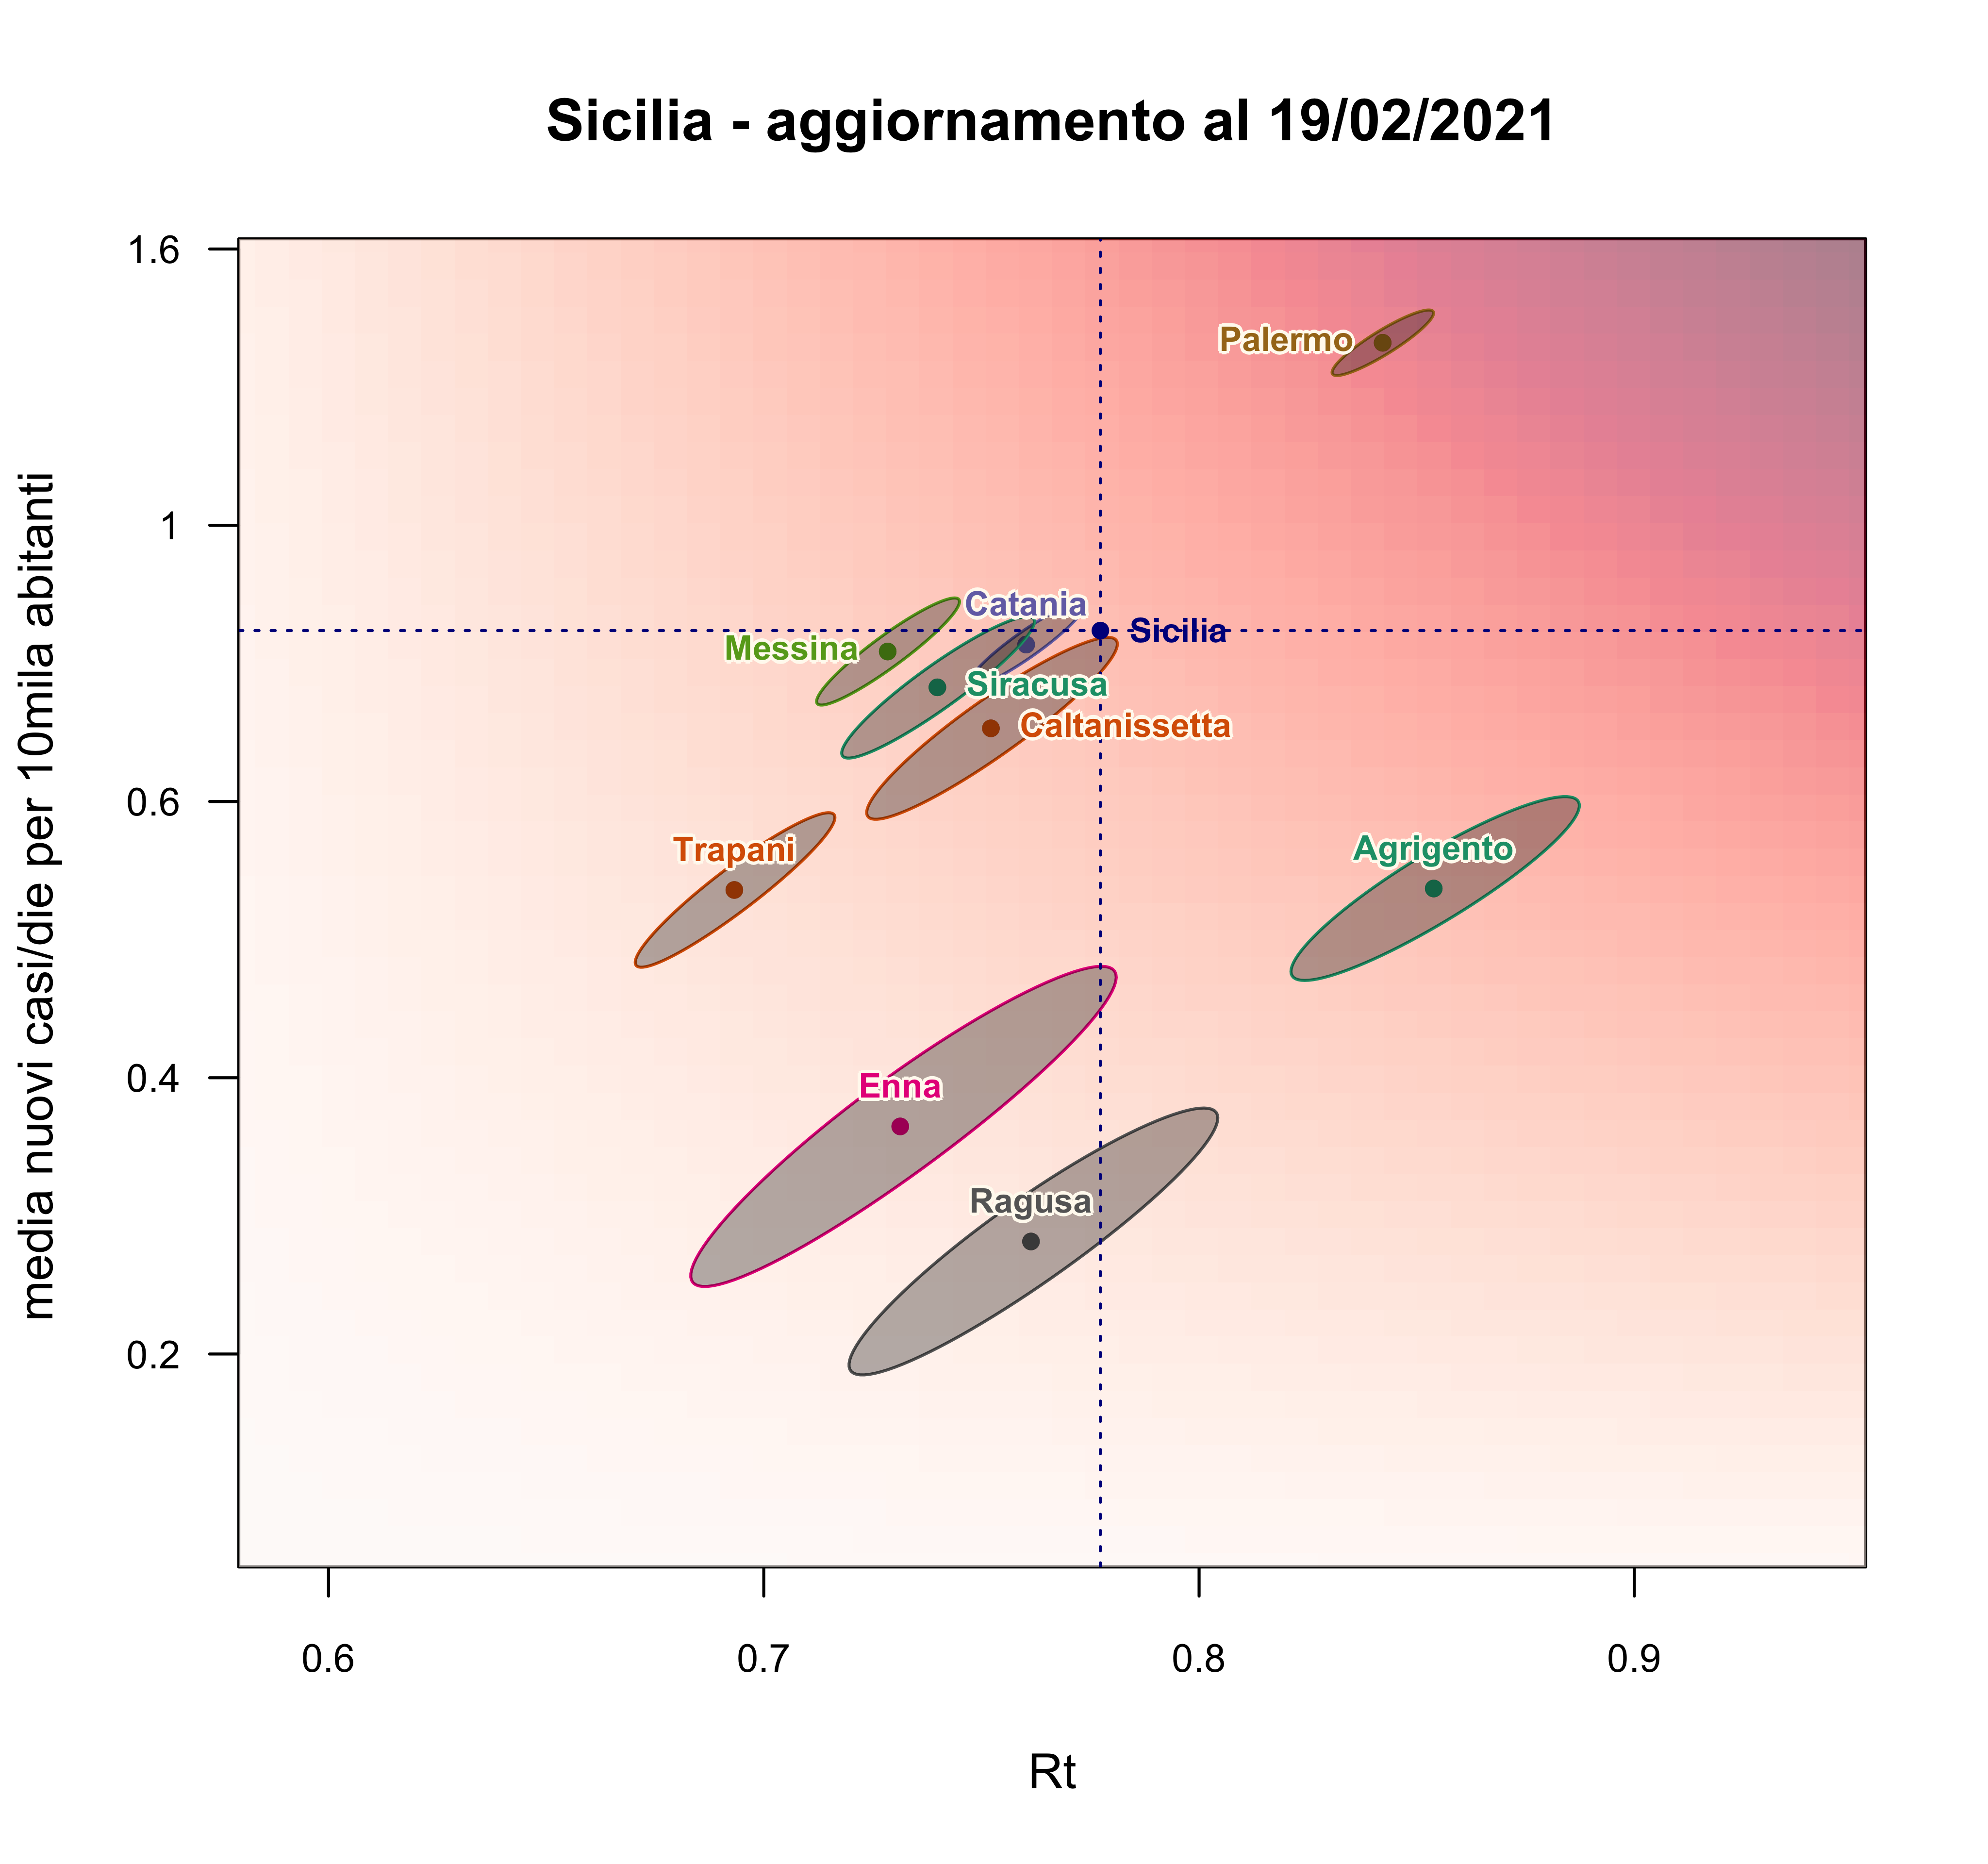 Sicilia - aggiornamento al 19/02/2021
media nuovi casi/die per 10mila abitanti
1.6
1
0.6
0.4
0.2
Palermo
Catania
Sicilia
Messina
Siracusa
Caltanissetta
Trapani
Agrigento
Enna
Ragusa
0.6
0.7
0.8
0.9
Rt